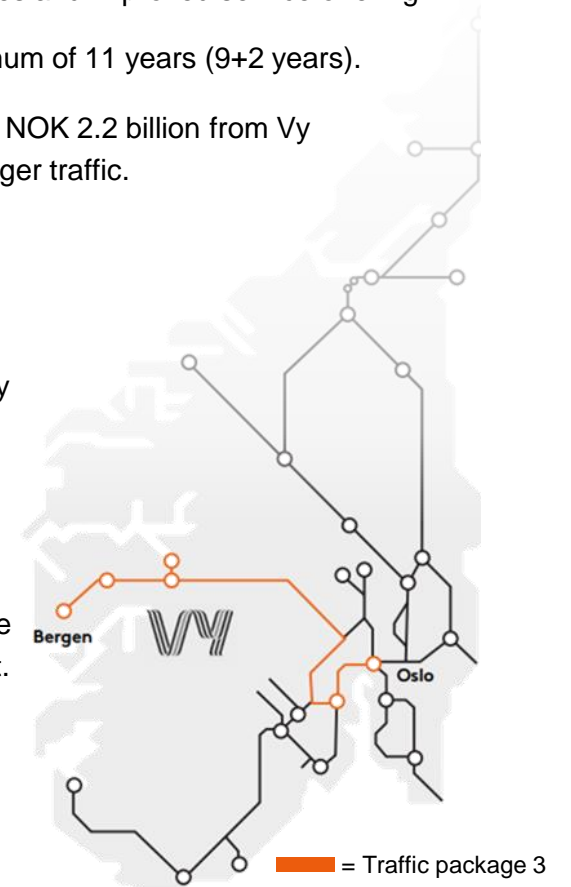 num of 11 years (9+2 years).
NOK 2.2 billion from Vy
ger traffic.
y
e
Bergen
VY
t.
Oslo
= Traffic package 3